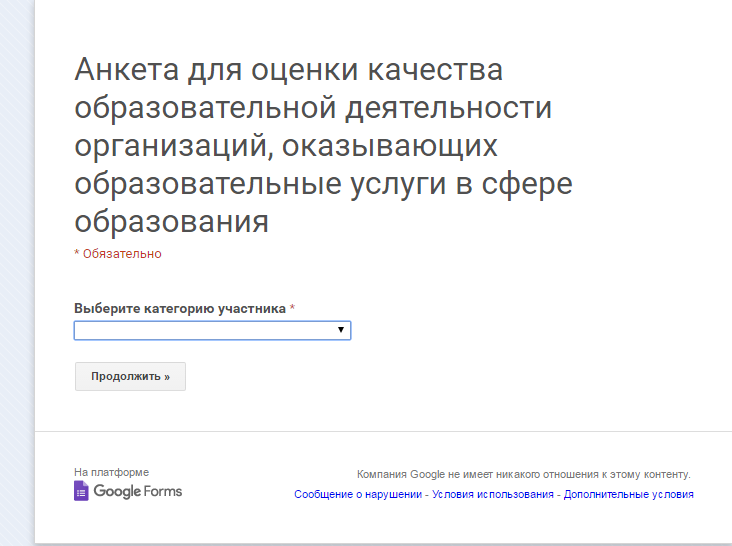 Анкета для оценки качества
образовательной деятельности
организаций, оказывающих
образовательные услуги в сфере
образования
* Обязательно
Выберите категорию участника *
Продолжить »
На платформе
Google Forms
Компания Google не имеет никакого отношения к этому контенту.
Сообщение о нарушении - Условия использования - Дополнительные условия